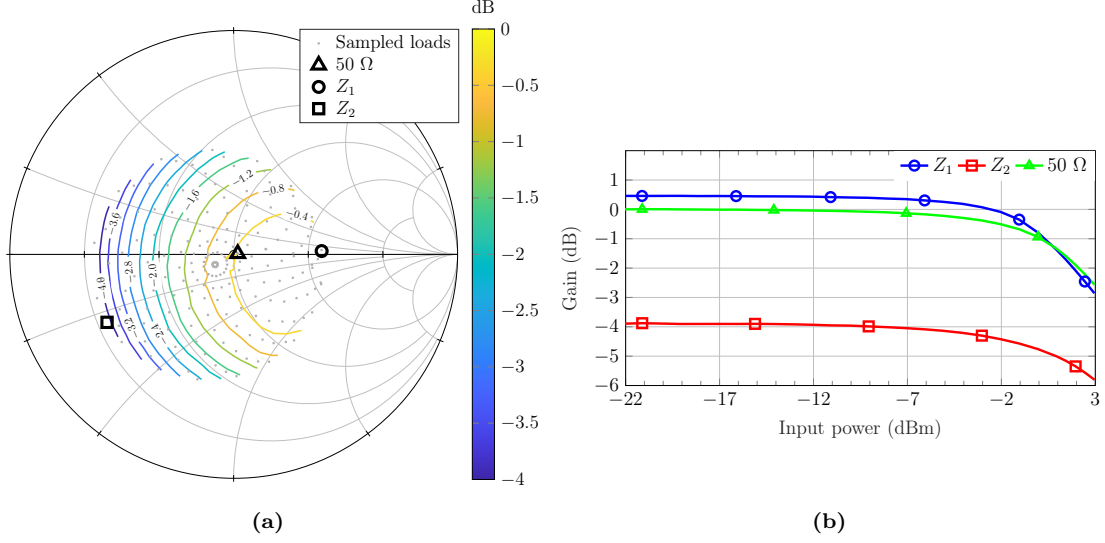 dB
Sampled loads
50 Ω
Z1
Z2
0
−0.5
−1
−1.5
−2
−2.5
−3
−3.5
−4
−3.6
−1.6
−1.2
−0.8
−0.4
−4.0
−2.8
−2.0
−3.2
−2.4
(a)
Z1 Z2 50 Ω
1
0
−1
−2
−3
−4
−5
−6
Gain (dB)
−22 −17 −12 −7 −2 3
Input power (dBm)
(b)